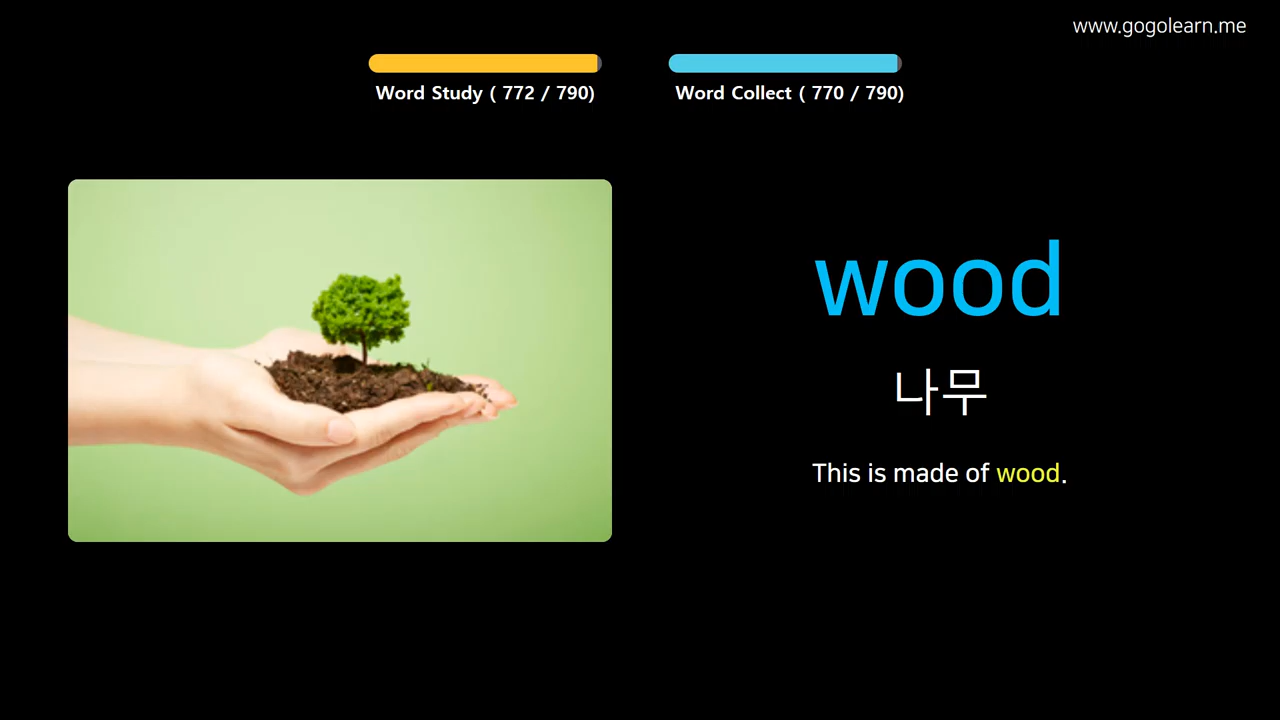 www.gogolearn.me
Word Study ( 772 / 790)
Word Collect ( 770 / 790)
wood
나무
This is made of wood.